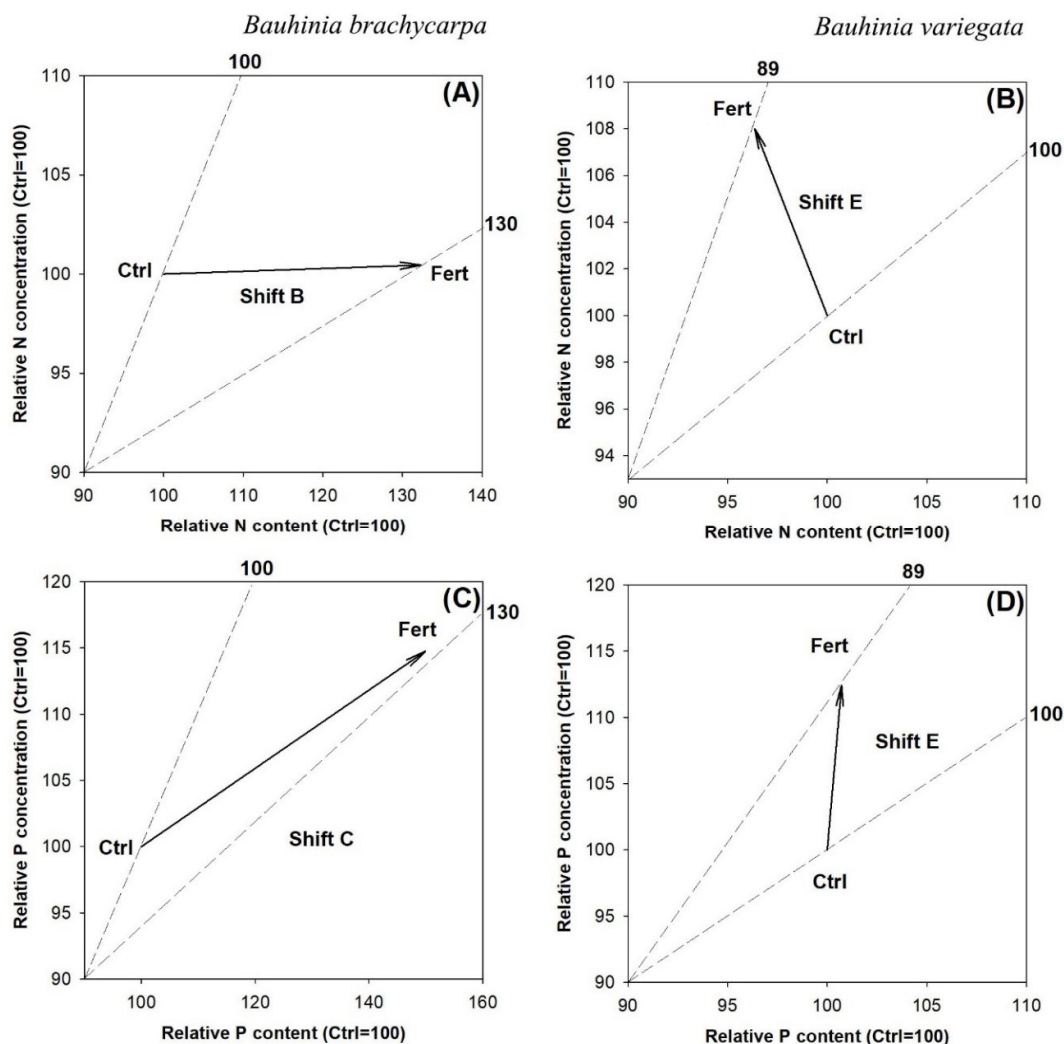 Bauhinia brachycarpa
Bauhinia variegata
100
(A)
110
105
100
95
90
Relative N concentration (Ctrl=100)
Ctrl
Shift B
Fert
130
90 100 110 120 130 140
Relative N content (Ctrl=100)
89
(B)
110
108
106
104
102
100
98
96
94
Relative N concentration (Ctrl=100)
Fert
Shift E
Ctrl
100
90 95 100 105 110
Relative N content (Ctrl=100)
100
(C)
120
115
110
105
100
95
90
Relative P concentration (Ctrl=100)
Fert
130
Ctrl
Shift C
100 120 140 160
Relative P content (Ctrl=100)
89
(D)
120
115
110
105
100
95
90
Relative P concentration (Ctrl=100)
Fert
100
Shift E
Ctrl
90 95 100 105 110
Relative P content (Ctrl=100)